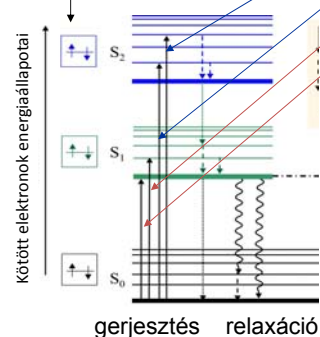 Kötött elektronok energiaállapotai
S2
S1
S0
gerjesztés relaxáció